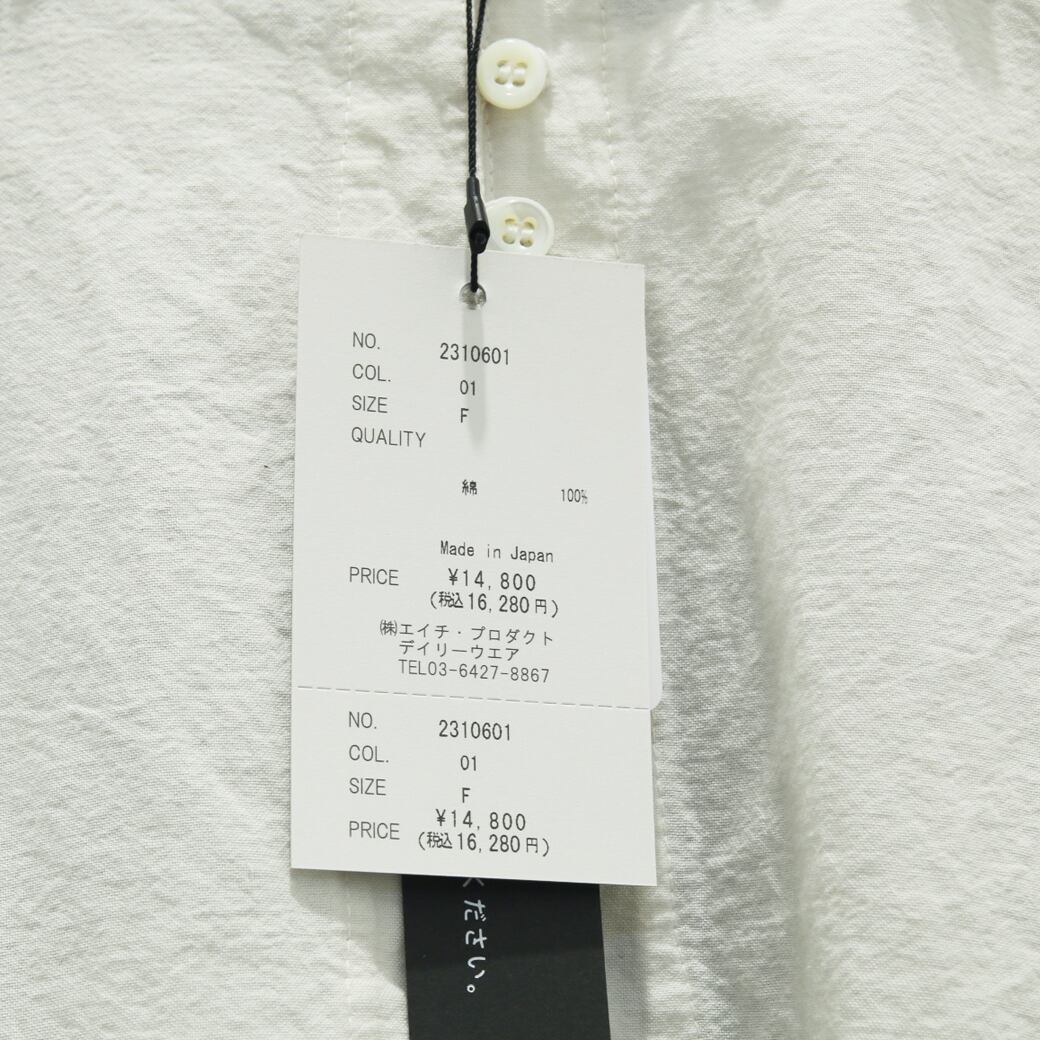 NO. 2310601
COL. 01
SIZE F
QUALITY
綿 100%
Made in Japan
PRICE ¥14,800
(税込16,280円)
㈱エイチ・プロダクト
デイリーウエア
TEL03-6427-8867
NO. 2310601
COL. 01
SIZE F
PRICE ¥14,800
(税込16,280円)
ください。